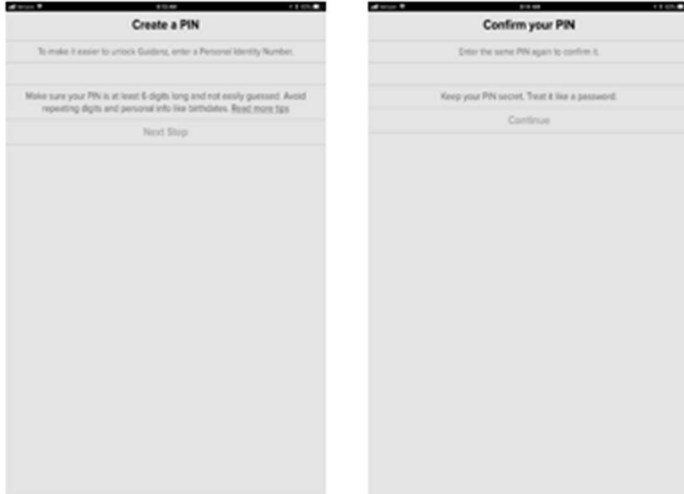 Create a PIN
To make it easier to unlock Guidanz, enter a Personal Identity Number.
Make sure your PIN is at least 6 digits long and not easily guessed. Avoid
repeating digits and personal info like birthdates. Read more tips
Next Step
Confirm your PIN
Enter the same PIN again to confirm it.
Keep your PIN secret. Treat it like a password.
Continue